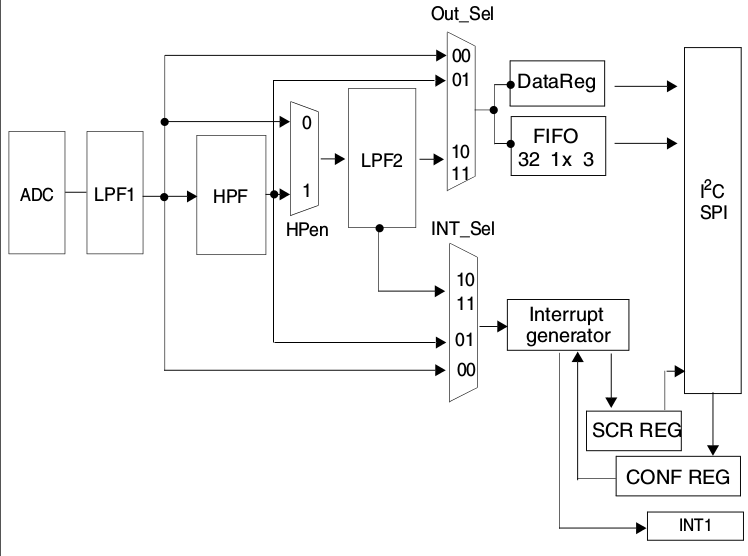 Out_Sel
00
01
10
11
DataReg
FIFO
32 1x 3
I²C
SPI
ADC
LPF1
HPF
0
1
HPen
LPF2
INT_Sel
10
11
01
00
Interrupt
generator
SCR REG
CONF REG
INT1